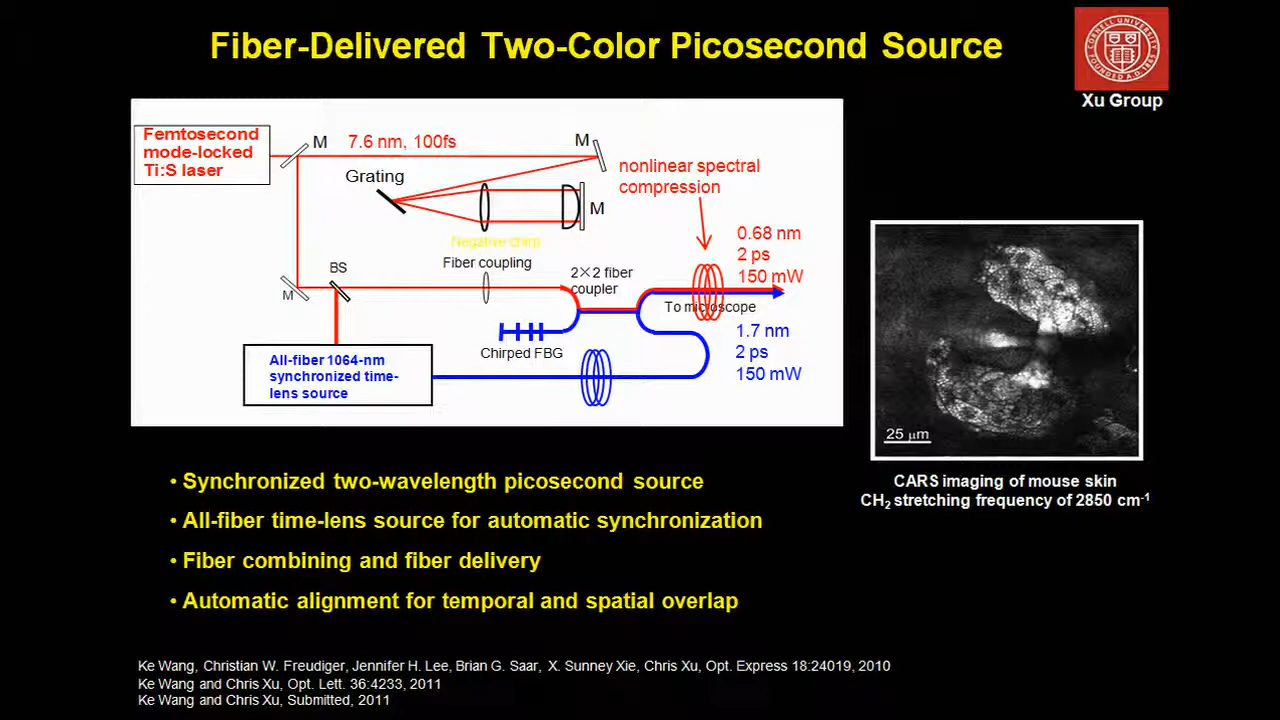 Fiber-Delivered Two-Color Picosecond Source
Xu Group
Femtosecond
mode-locked
Ti:S laser
M
7.6 nm, 100fs
M
Grating
M
Negative chirp
nonlinear spectral
compression
0.68 nm
2 ps
150 mW
M
BS
Fiber coupling
2×2 fiber
coupler
To microscope
Chirped FBG
1.7 nm
2 ps
150 mW
All-fiber 1064-nm
synchronized time-
lens source
25 μm
CARS imaging of mouse skin
CH2 stretching frequency of 2850 cm-1
• Synchronized two-wavelength picosecond source
• All-fiber time-lens source for automatic synchronization
• Fiber combining and fiber delivery
• Automatic alignment for temporal and spatial overlap
Ke Wang, Christian W. Freudiger, Jennifer H. Lee, Brian G. Saar, X. Sunney Xie, Chris Xu, Opt. Express 18:24019, 2010
Ke Wang and Chris Xu, Opt. Lett. 36:4233, 2011
Ke Wang and Chris Xu, Submitted, 2011